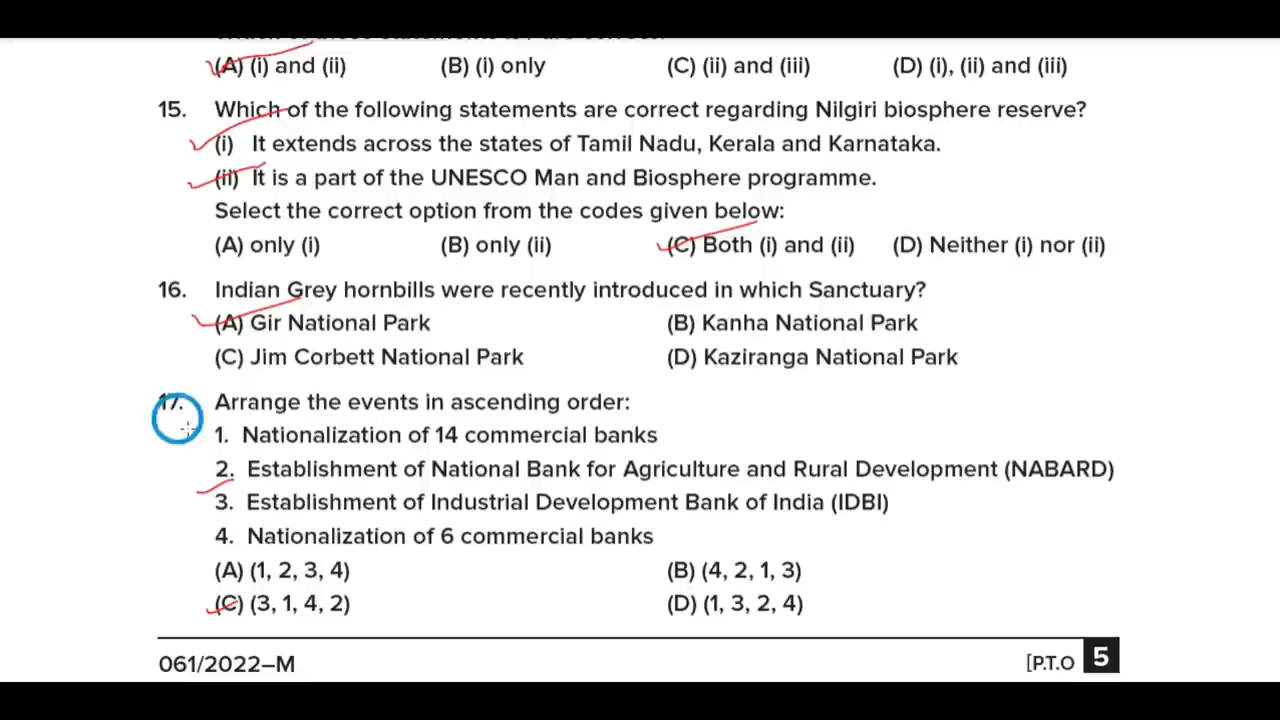 (A) (i) and (ii) (B) (i) only (C) (ii) and (iii) (D) (i), (ii) and (iii)
15. Which of the following statements are correct regarding Nilgiri biosphere reserve?
(i) It extends across the states of Tamil Nadu, Kerala and Karnataka.
(ii) It is a part of the UNESCO Man and Biosphere programme.
Select the correct option from the codes given below:
(A) only (i) (B) only (ii) (C) Both (i) and (ii) (D) Neither (i) nor (ii)
16. Indian Grey hornbills were recently introduced in which Sanctuary?
(A) Gir National Park (B) Kanha National Park
(C) Jim Corbett National Park (D) Kaziranga National Park
17. Arrange the events in ascending order:
1. Nationalization of 14 commercial banks
2. Establishment of National Bank for Agriculture and Rural Development (NABARD)
3. Establishment of Industrial Development Bank of India (IDBI)
4. Nationalization of 6 commercial banks
(A) (1, 2, 3, 4) (B) (4, 2, 1, 3)
(C) (3, 1, 4, 2) (D) (1, 3, 2, 4)
061/2022–M [P.T.O 5